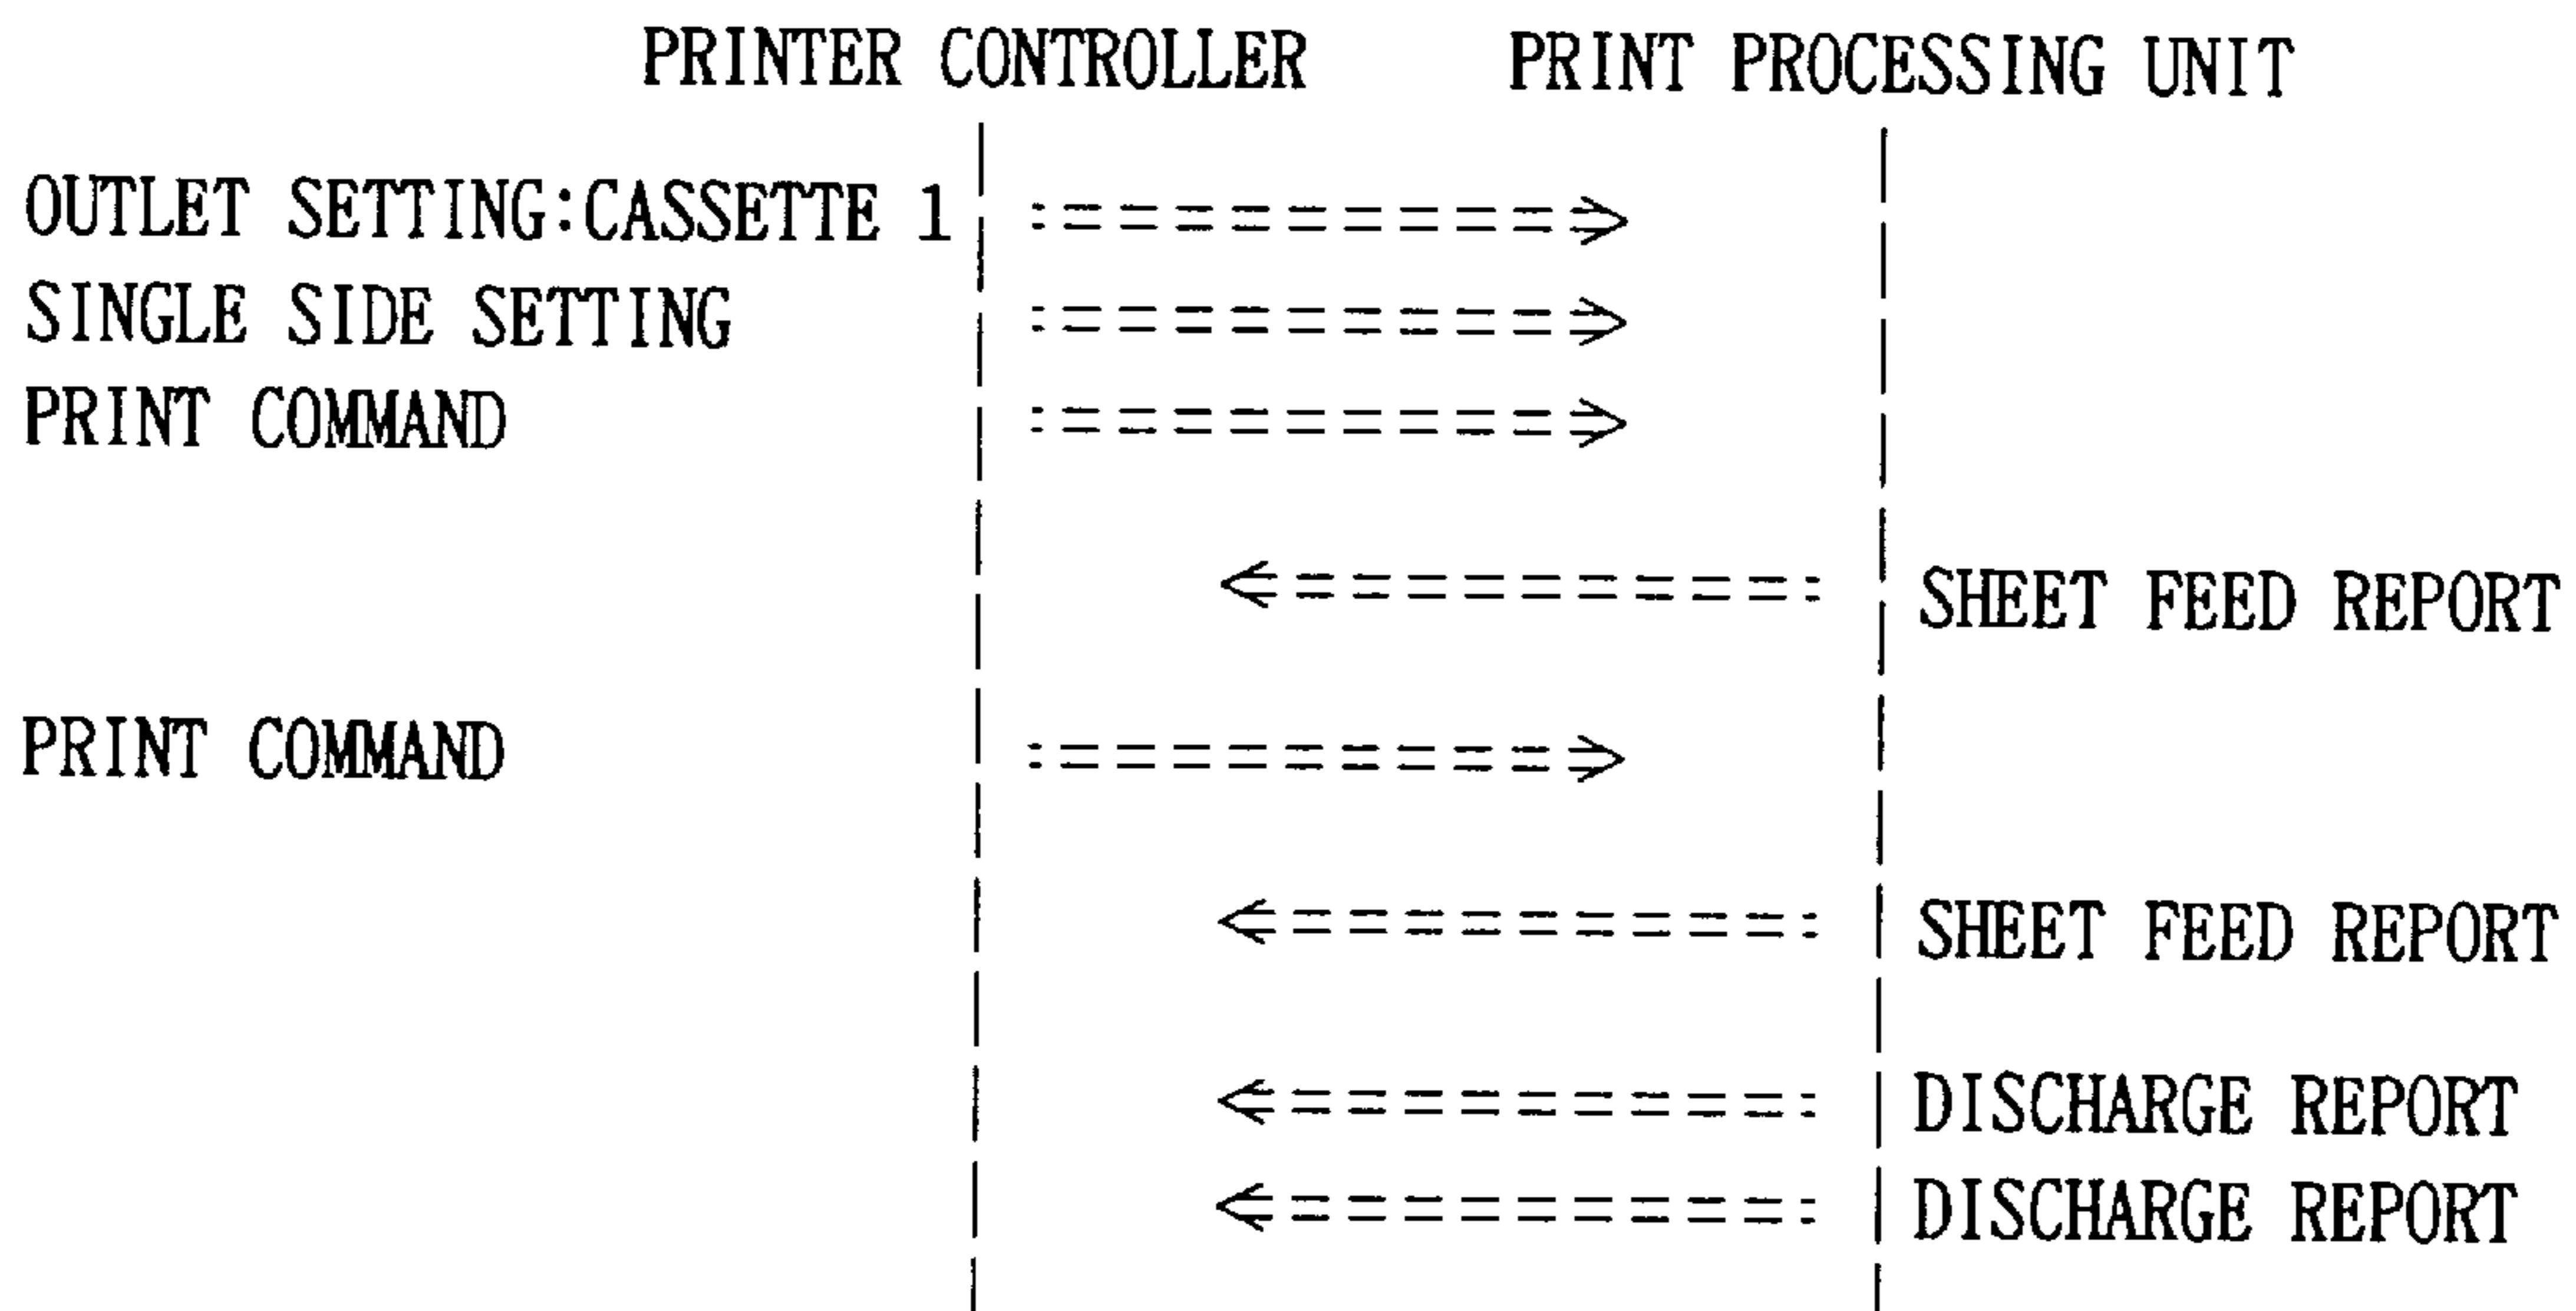 PRINTER CONTROLLER
PRINT PROCESSING UNIT
OUTLET SETTING:CASSETTE 1
SINGLE SIDE SETTING
PRINT COMMAND
SHEET FEED REPORT
PRINT COMMAND
SHEET FEED REPORT
DISCHARGE REPORT
DISCHARGE REPORT